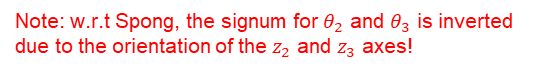 Note: w.r.t Spong, the signum for θ₂ and θ₃ is inverted
due to the orientation of the z₂ and z₃ axes!